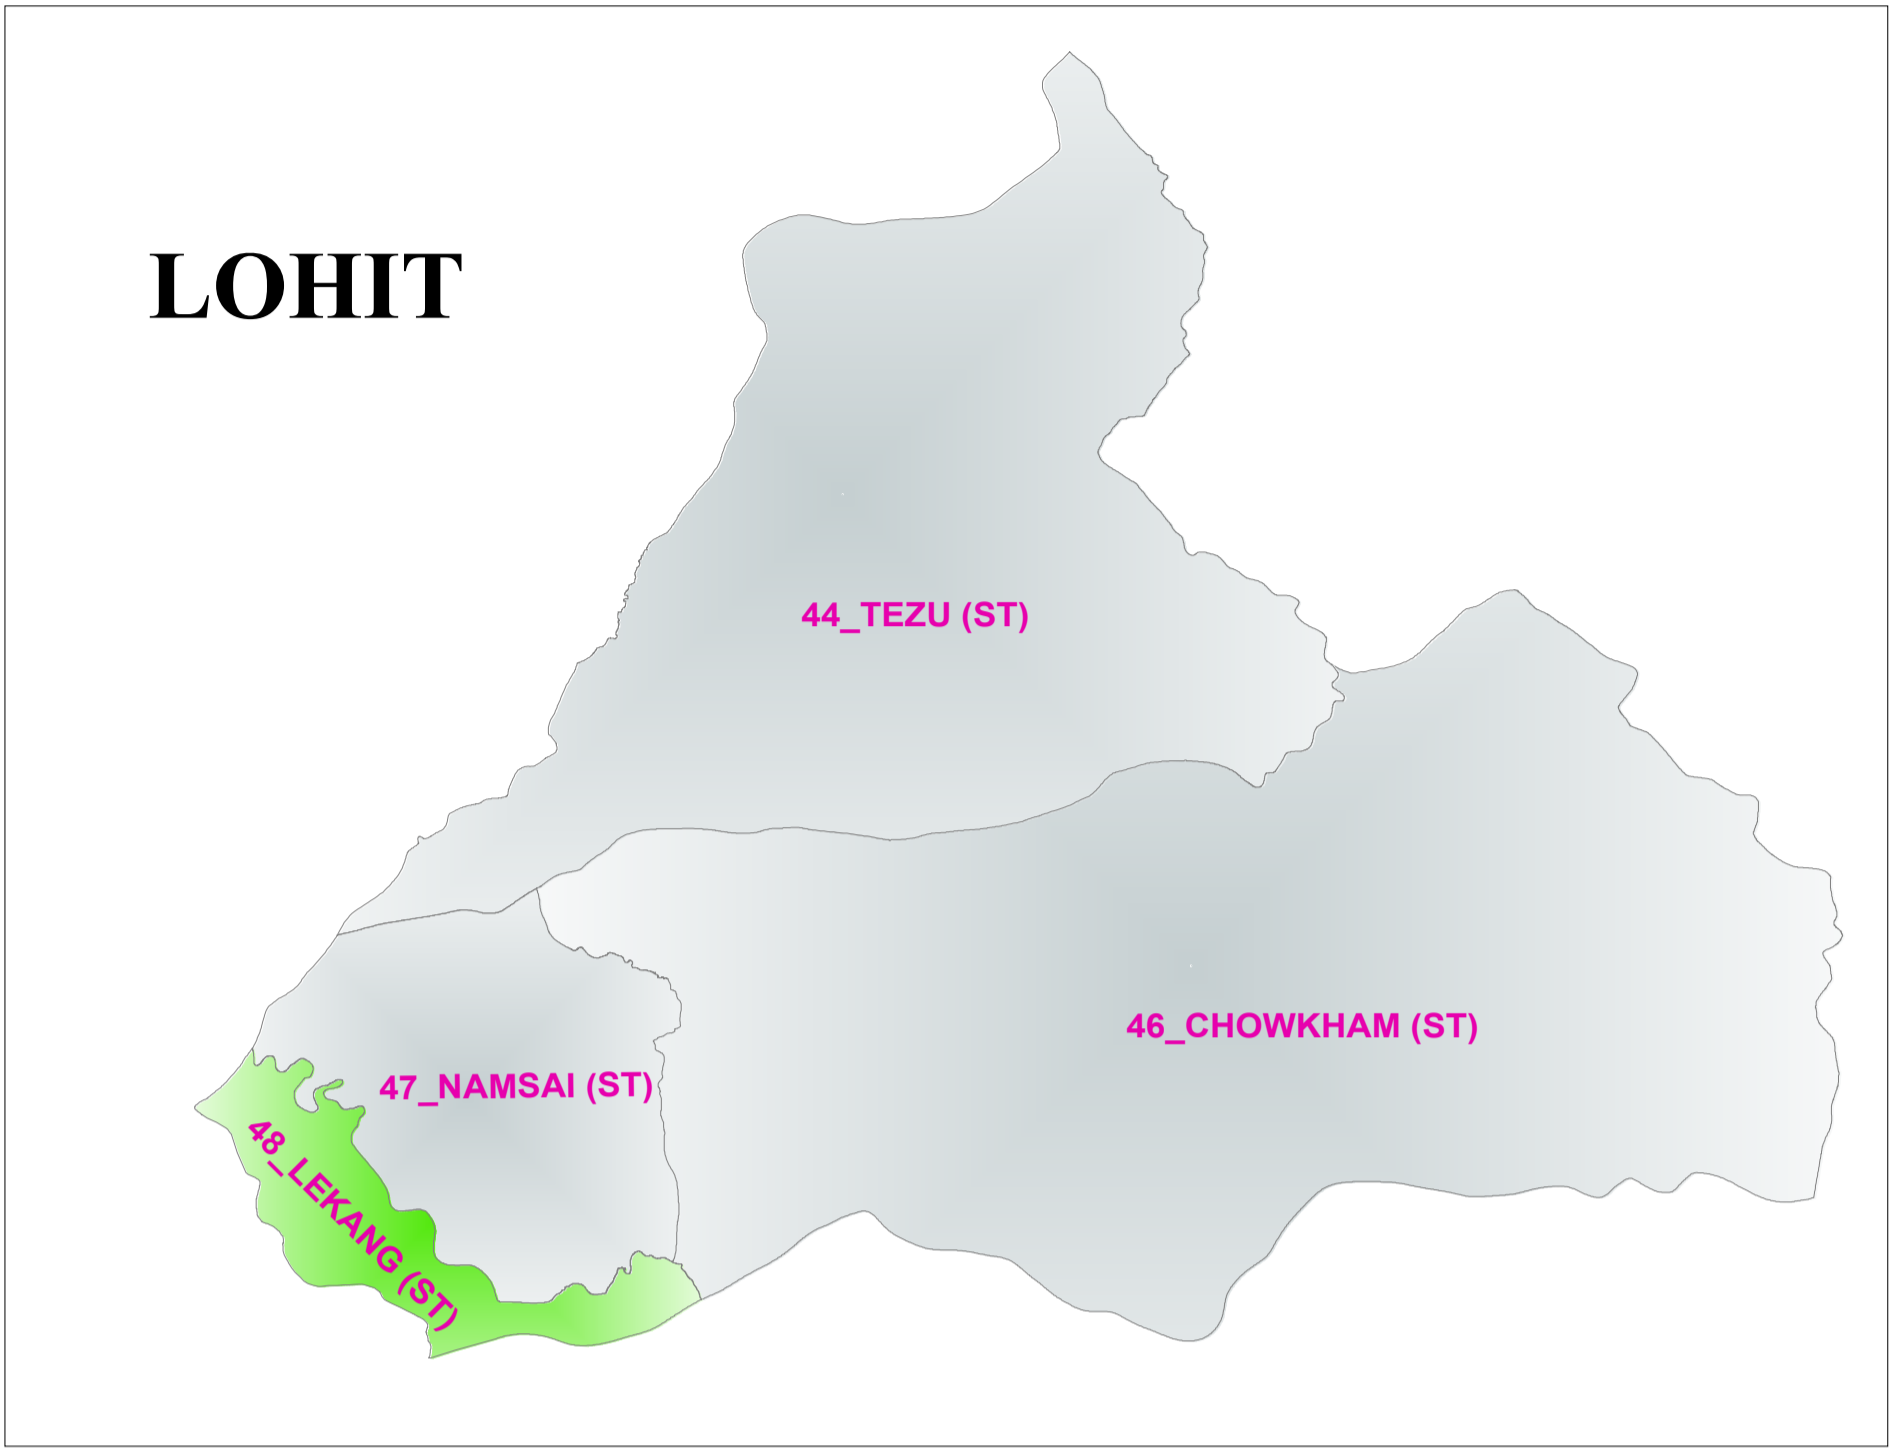 LOHIT
44_TEZU (ST)
46_CHOWKHAM (ST)
47_NAMSAI (ST)
48_LEKANG (ST)